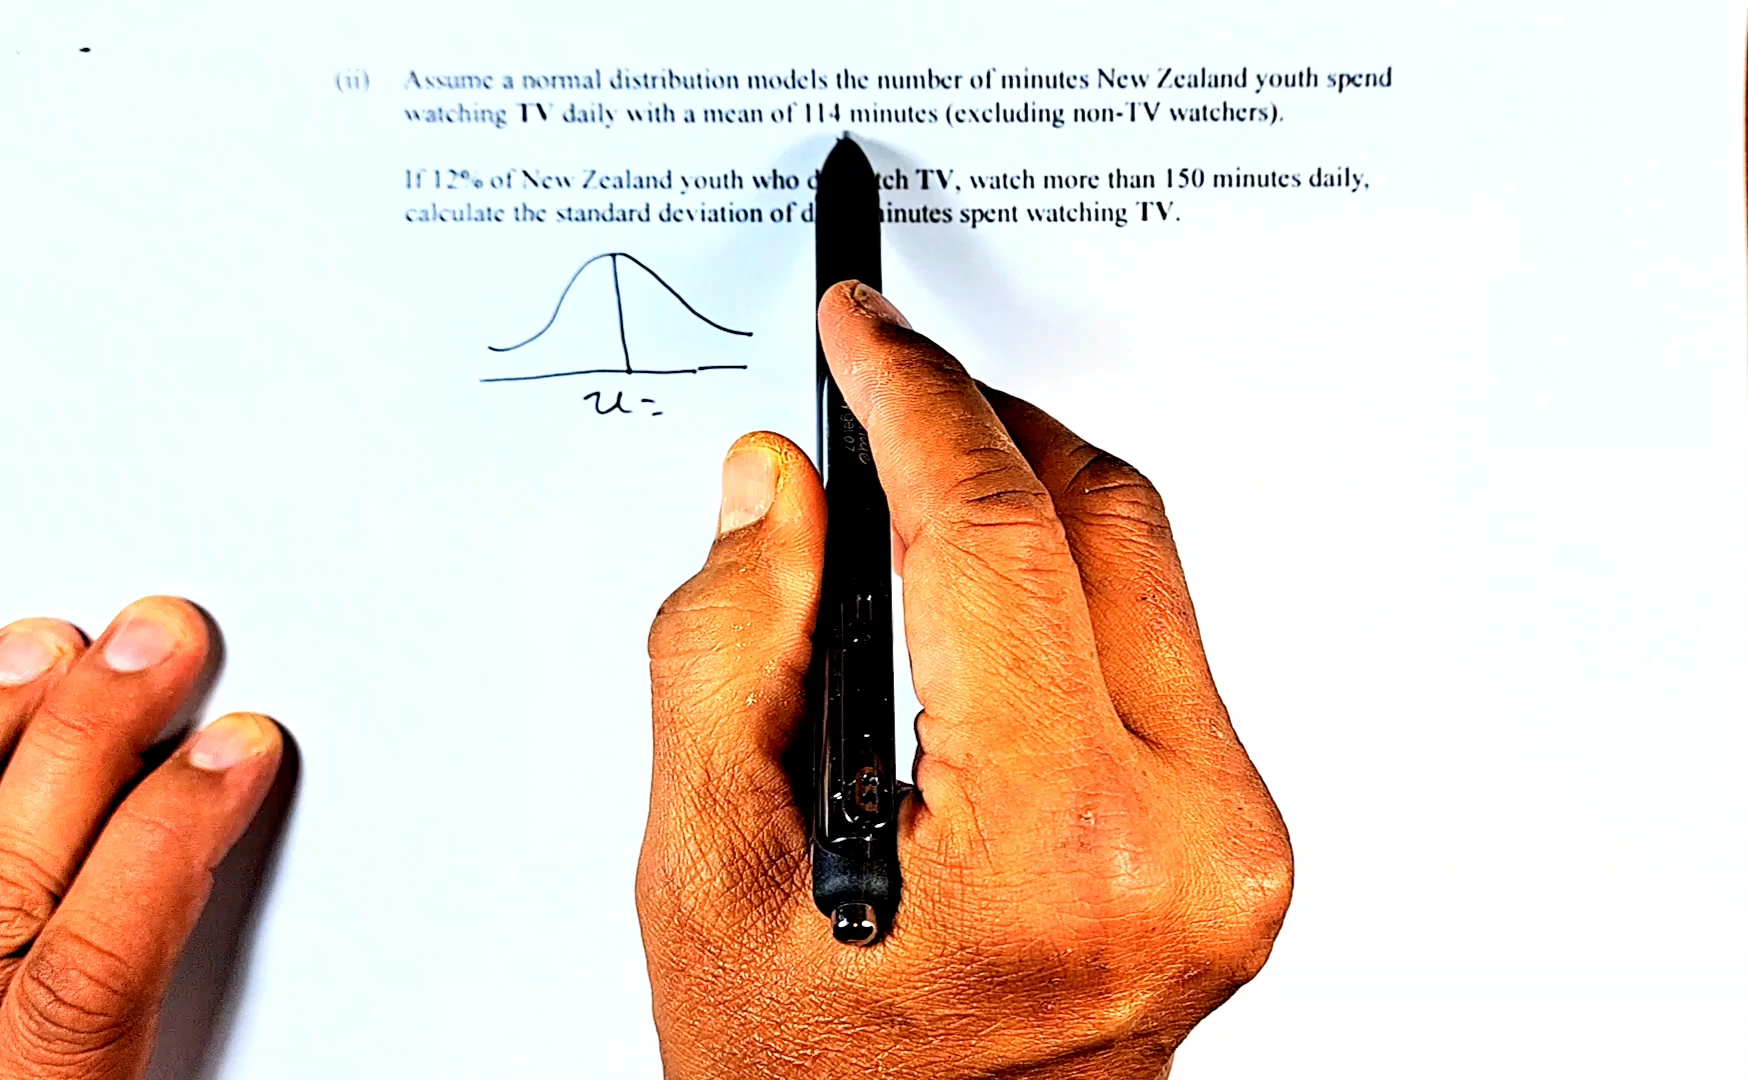 (ii) Assume a normal distribution models the number of minutes New Zealand youth spend
watching TV daily with a mean of 114 minutes (excluding non-TV watchers).
If 12% of New Zealand youth who TV, watch more than 150 minutes daily,
calculate the standard deviation of spent watching TV.
u =